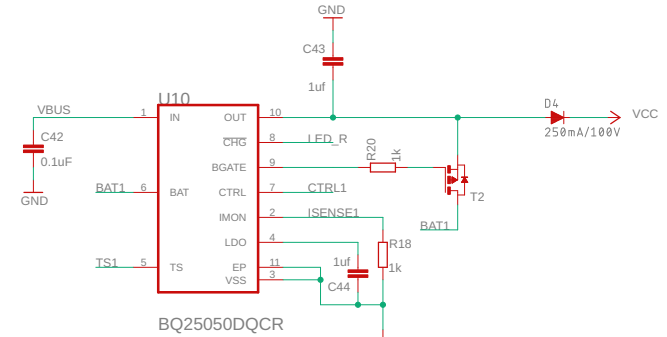 GND
C43
1uf
U10
VBUS
1
IN
OUT
10
D4
VCC
250mA/100V
C42
0.1uF
GND
CHG
8
LED_R
BGATE
9
R20
1k
BAT1
6
BAT
CTRL
7
CTRL1
T2
IMON
2
ISENSE1
BAT1
LDO
4
R18
1k
TS1
5
TS
EP
11
1uf
C44
VSS
3
BQ25050DQCR